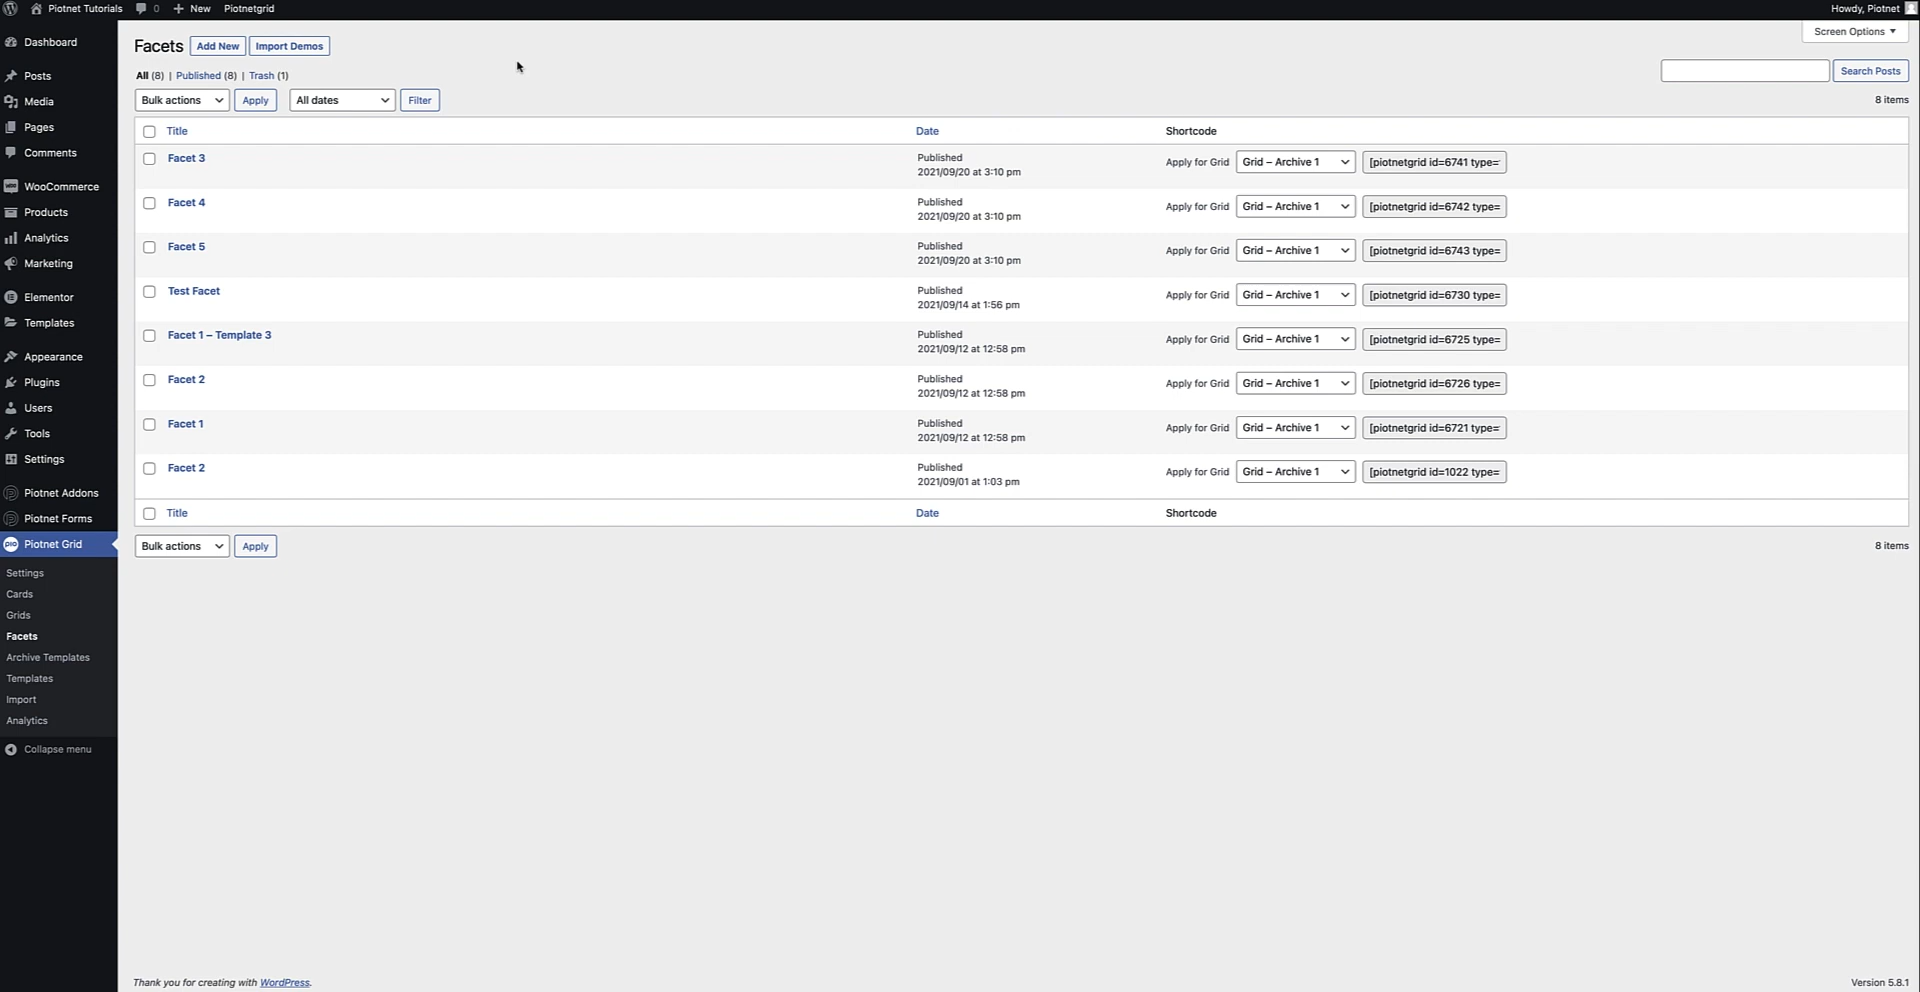 Piotnet Tutorials 0 New Piotnetgrid Howdy, Piotnet
Dashboard
Posts
Media
Pages
Comments
WooCommerce
Products
Analytics
Marketing
Elementor
Templates
Appearance
Plugins
Users
Tools
Settings
Piotnet Addons
Piotnet Forms
Piotnet Grid
Settings
Cards
Grids
Facets
Archive Templates
Templates
Import
Analytics
Collapse menu
Screen Options ▼
Facets Add New Import Demos
All (8) | Published (8) | Trash (1)
Search Posts
Bulk actions Apply All dates Filter 8 items
Title Date Shortcode
Facet 3 Published 2021/09/20 at 3:10 pm Apply for Grid Grid – Archive 1 [piotnetgrid id=6741 type=
Facet 4 Published 2021/09/20 at 3:10 pm Apply for Grid Grid – Archive 1 [piotnetgrid id=6742 type=
Facet 5 Published 2021/09/20 at 3:10 pm Apply for Grid Grid – Archive 1 [piotnetgrid id=6743 type=
Test Facet Published 2021/09/14 at 1:56 pm Apply for Grid Grid – Archive 1 [piotnetgrid id=6730 type=
Facet 1 – Template 3 Published 2021/09/12 at 12:58 pm Apply for Grid Grid – Archive 1 [piotnetgrid id=6725 type=
Facet 2 Published 2021/09/12 at 12:58 pm Apply for Grid Grid – Archive 1 [piotnetgrid id=6726 type=
Facet 1 Published 2021/09/12 at 12:58 pm Apply for Grid Grid – Archive 1 [piotnetgrid id=6721 type=
Facet 2 Published 2021/09/01 at 1:03 pm Apply for Grid Grid – Archive 1 [piotnetgrid id=1022 type=
Title Date Shortcode
Bulk actions Apply 8 items
Thank you for creating with WordPress. Version 5.8.1